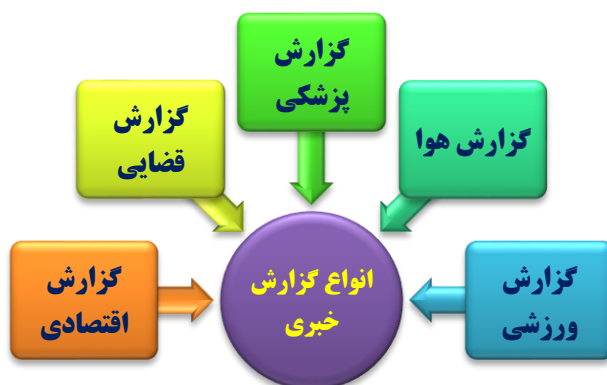 گزارش
پزشکی
گزارش
قضایی
گزارش هوا
انواع گزارش
خبری
گزارش
اقتصادی
گزارش
ورزشی